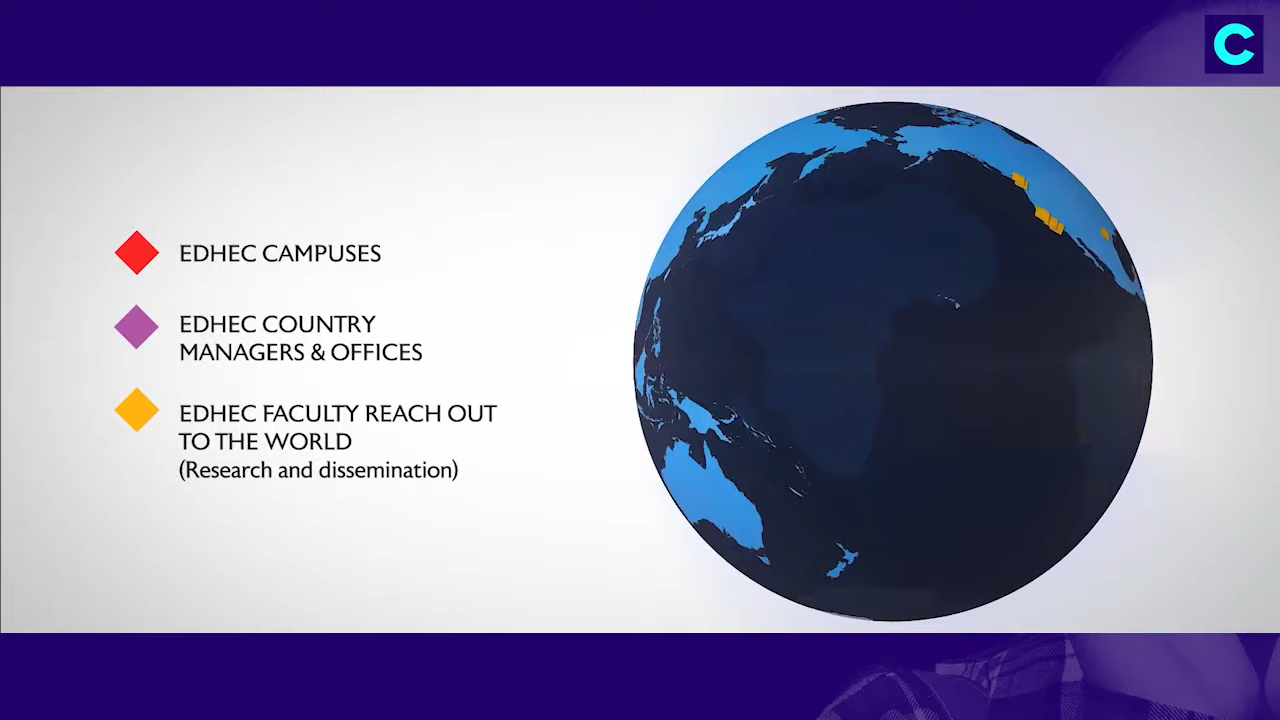 C
EDHEC CAMPUSES
EDHEC COUNTRY
MANAGERS & OFFICES
EDHEC FACULTY REACH OUT
TO THE WORLD
(Research and dissemination)